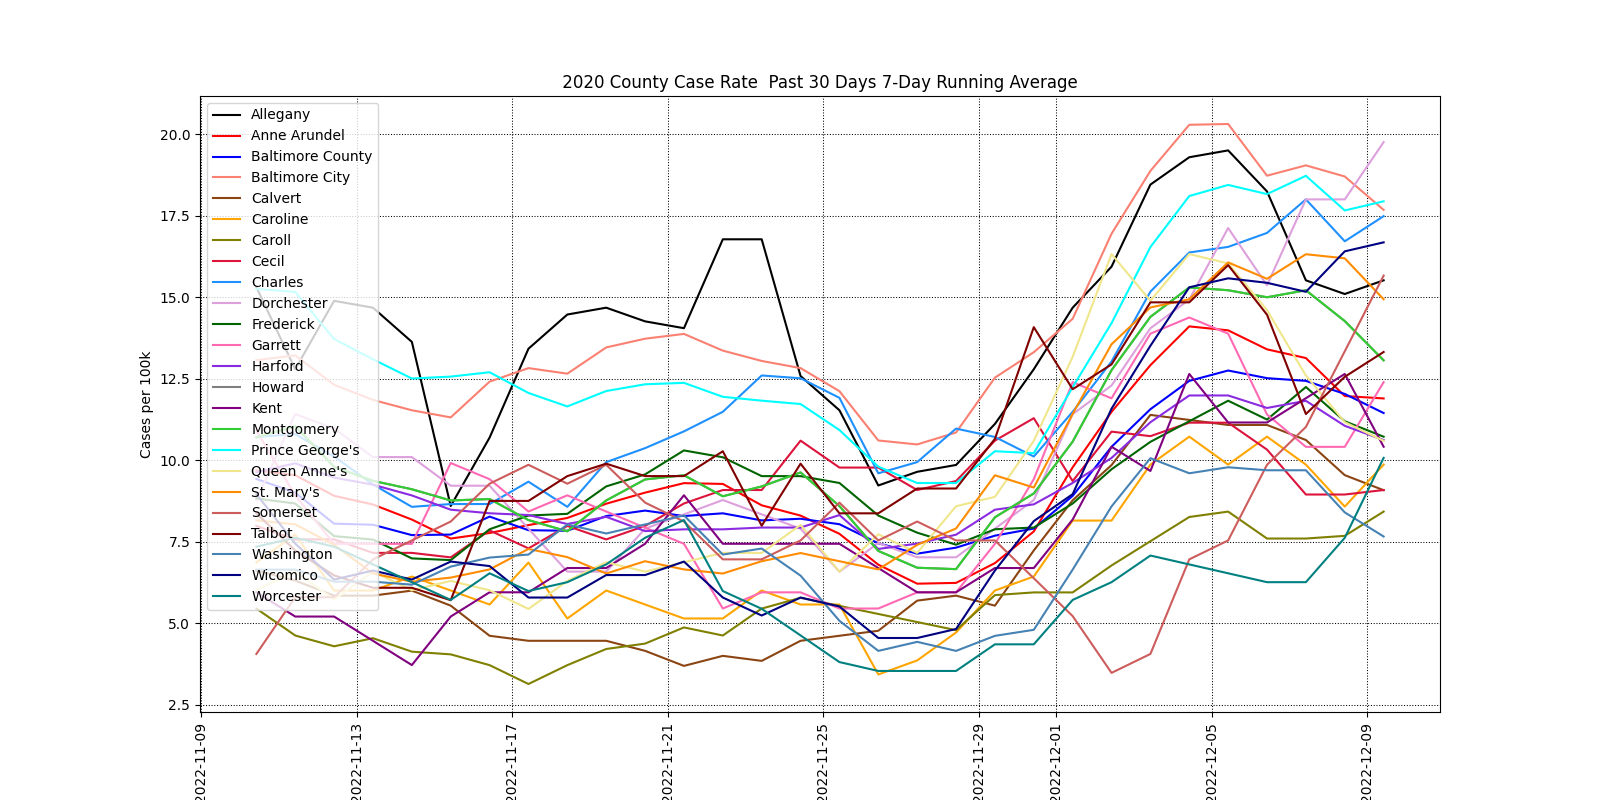 2020 County Case Rate  Past 30 Days 7-Day Running Average
Cases per 100k
20.0
17.5
15.0
12.5
10.0
7.5
5.0
2.5
Allegany
Anne Arundel
Baltimore County
Baltimore City
Calvert
Caroline
Caroll
Cecil
Charles
Dorchester
Frederick
Garrett
Harford
Howard
Kent
Montgomery
Prince George's
Queen Anne's
St. Mary's
Somerset
Talbot
Washington
Wicomico
Worcester
2022-11-09
2022-11-13
2022-11-17
2022-11-21
2022-11-25
2022-11-29
2022-12-01
2022-12-05
2022-12-09